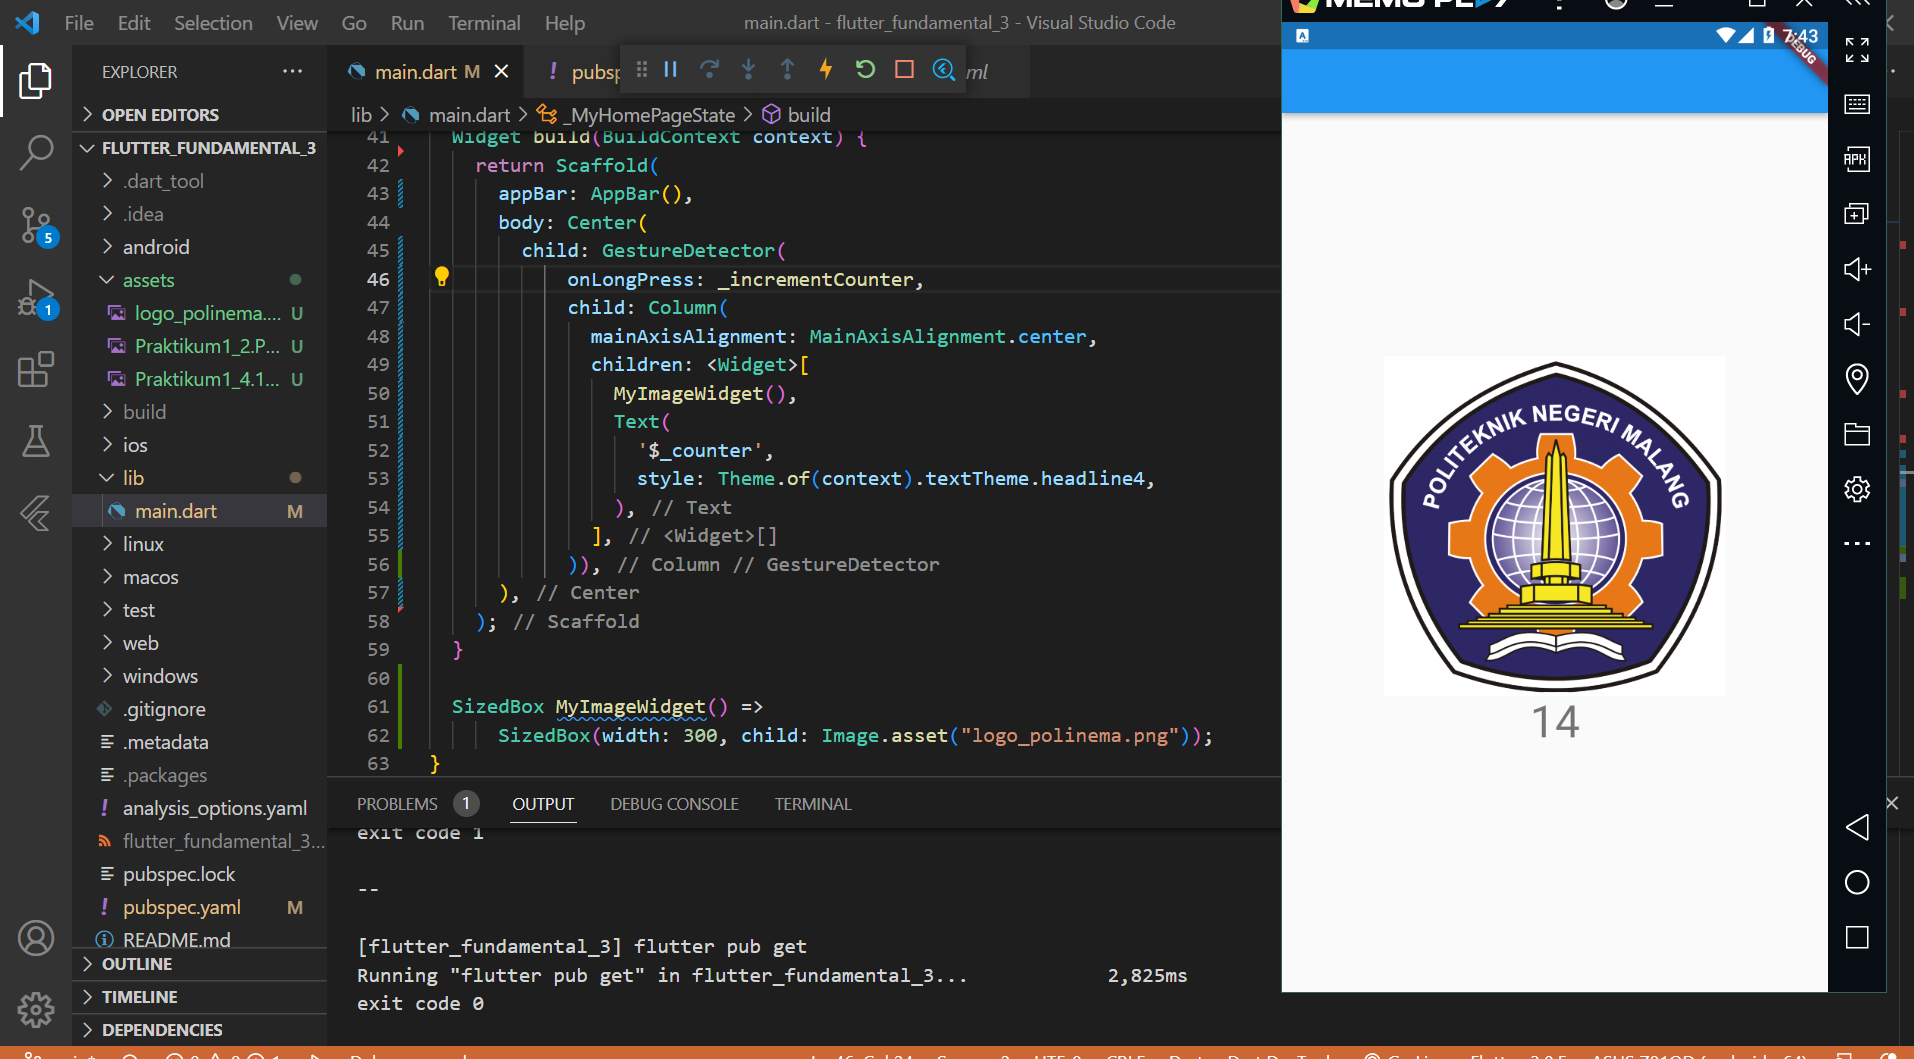 File Edit Selection View Go Run Terminal Help
main.dart - flutter_fundamental_3 - Visual Studio Code
EXPLORER
OPEN EDITORS
FLUTTER_FUNDAMENTAL_3
.dart_tool
.idea
android
assets
logo_polinema.... U
Praktikum1_2.P... U
Praktikum1_4.1... U
build
ios
lib
main.dart M
linux
macos
test
web
windows
.gitignore
.metadata
.packages
analysis_options.yaml
flutter_fundamental_3...
pubspec.lock
pubspec.yaml M
README.md
OUTLINE
TIMELINE
DEPENDENCIES
5
1
main.dart M
lib > main.dart > _MyHomePageState > build
41 Widget build(BuildContext context) {
42 return Scaffold(
43 appBar: AppBar(),
44 body: Center(
45 child: GestureDetector(
46 onLongPress: _incrementCounter,
47 child: Column(
48 mainAxisAlignment: MainAxisAlignment.center,
49 children: <Widget>[
50 MyImageWidget(),
51 Text(
52 '$_counter',
53 style: Theme.of(context).textTheme.headline4,
54 ), // Text
55 ], // <Widget>[]
56 )), // Column // GestureDetector
57 ), // Center
58 ); // Scaffold
59 }
60
61 SizedBox MyImageWidget() =>
62 SizedBox(width: 300, child: Image.asset("logo_polinema.png"));
63 }
PROBLEMS 1 OUTPUT DEBUG CONSOLE TERMINAL
exit code 1
--
[flutter_fundamental_3] flutter pub get
Running "flutter pub get" in flutter_fundamental_3... 2,825ms
exit code 0
7:43
DEBUG
APK
POLITEKNIK NEGERI MALANG
14